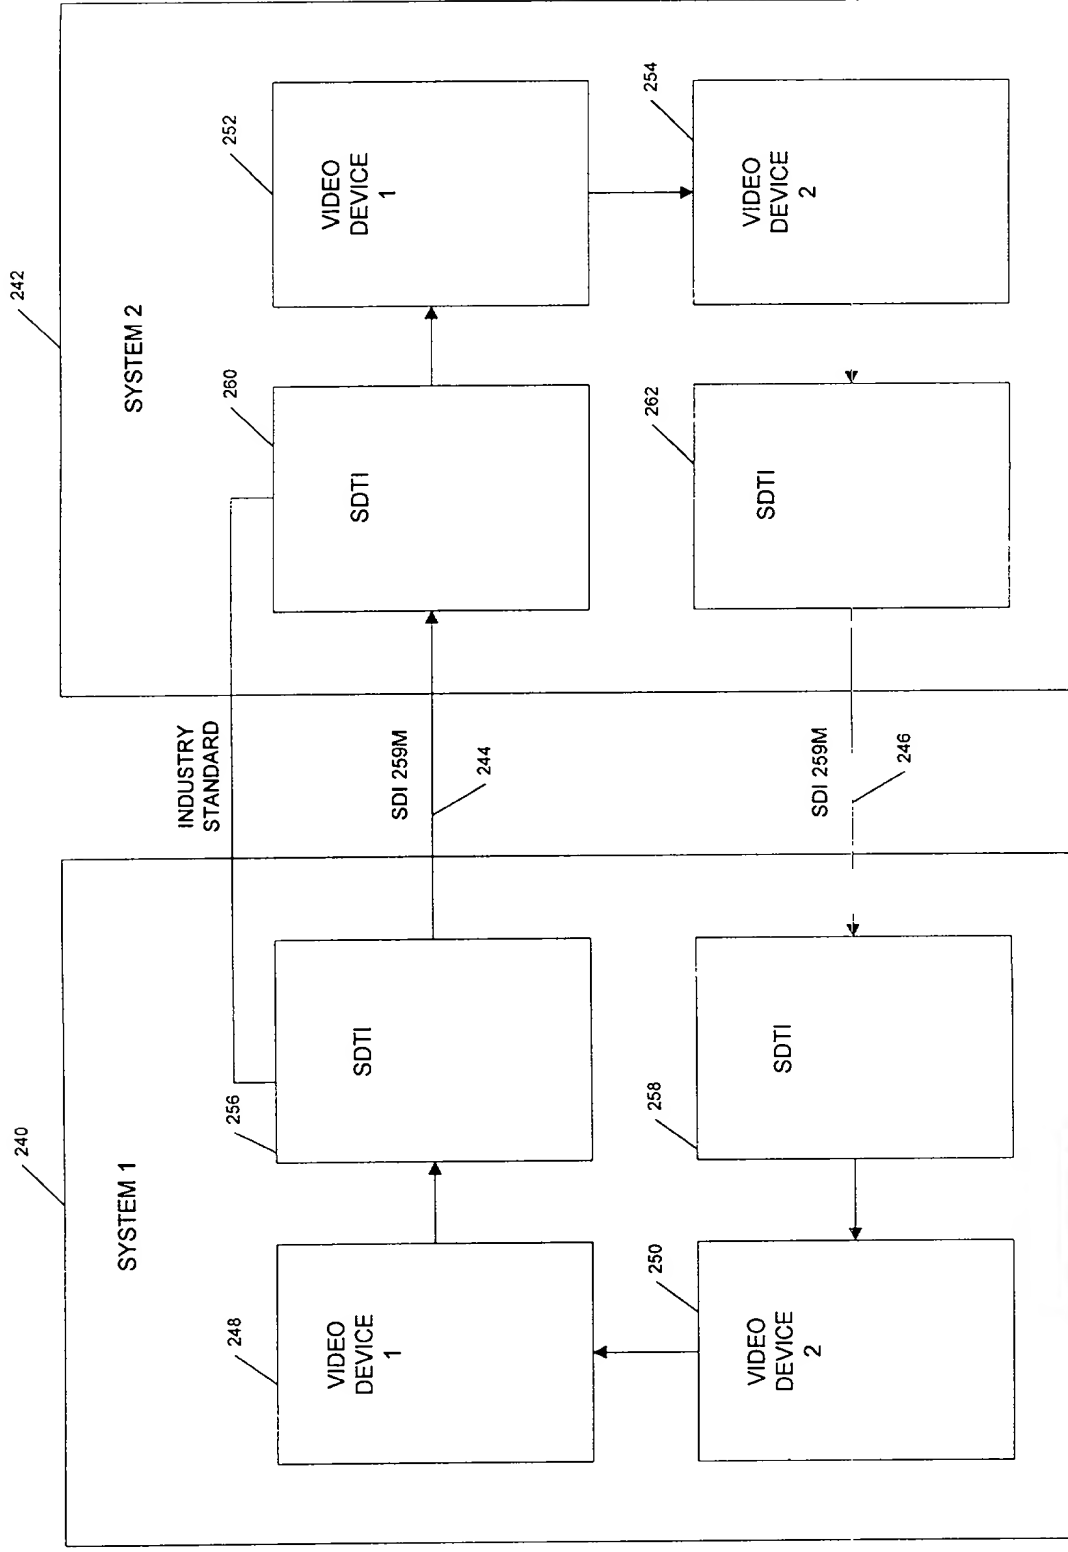 240
242
SYSTEM 1
SYSTEM 2
INDUSTRY
STANDARD
248
256
260
252
VIDEO
DEVICE
1
SDTI
SDI 259M
244
SDTI
VIDEO
DEVICE
1
250
258
262
254
VIDEO
DEVICE
2
SDTI
SDI 259M
246
SDTI
VIDEO
DEVICE
2